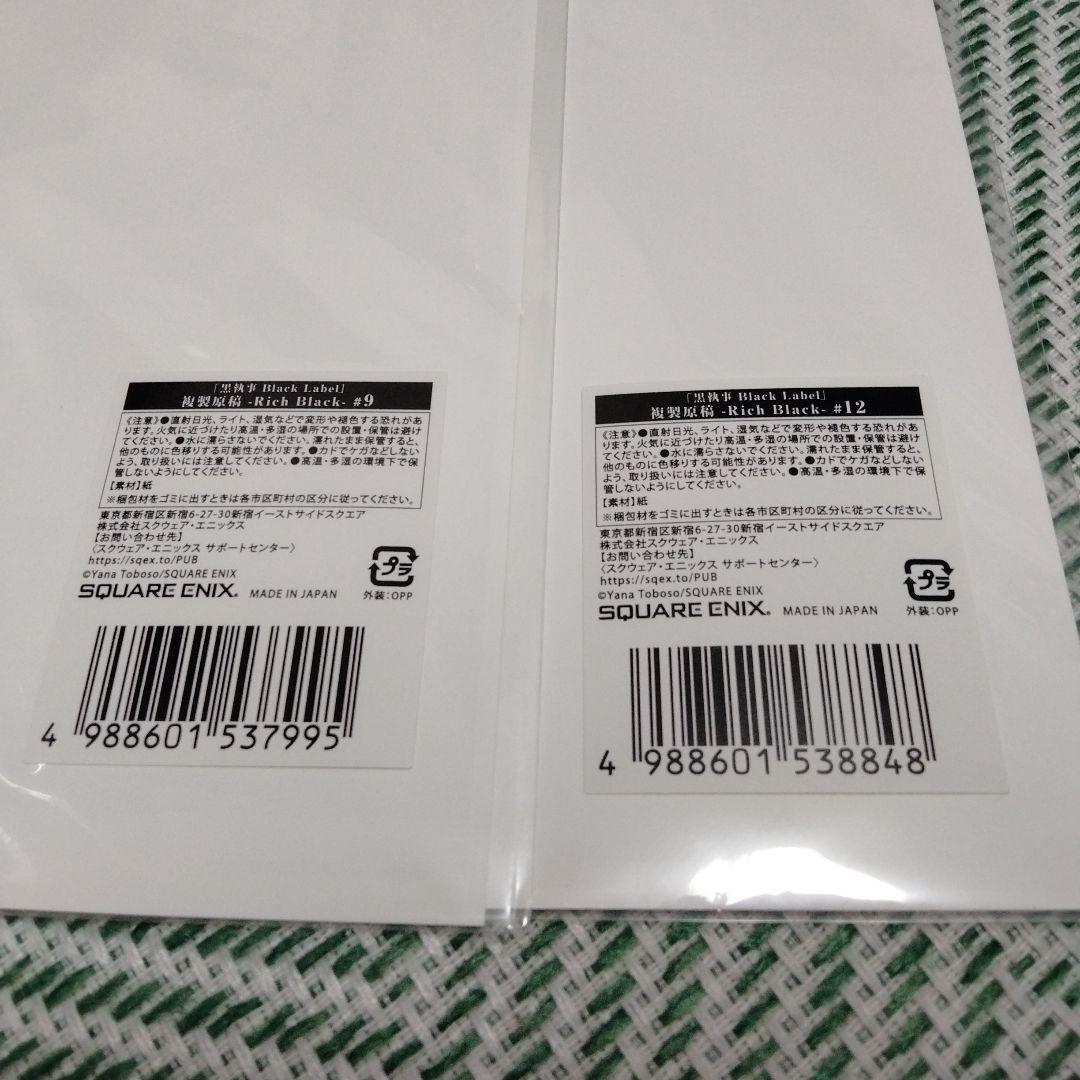 「黒執事 Black Label」
複製原稿 -Rich Black- #9
《注意》●直射日光、ライト、湿気などで変形や褪色する恐れがあ
ります。火気に近づけたり高温・多湿の場所での設置・保管は避け
てください。●水に濡らさないでください。濡れたまま保管すると、
他のものに色移りする可能性があります。●カドでケガなどしない
よう、取り扱いには注意してください。●高温・多湿の環境下で保
管しないようにしてください。
【素材】紙
※梱包材をゴミに出すときは各市区町村の区分に従ってください。
東京都新宿区新宿6-27-30新宿イーストサイドスクエア
株式会社スクウェア・エニックス
【お問い合わせ先】
〈スクウェア・エニックス サポートセンター〉
https://sqex.to/PUB
©Yana Toboso/SQUARE ENIX
SQUARE ENIX. MADE IN JAPAN
プラ
外装:OPP
4 988601 537995
「黒執事 Black Label」
複製原稿 -Rich Black- #12
《注意》●直射日光、ライト、湿気などで変形や褪色する恐れがあ
ります。火気に近づけたり高温・多湿の場所での設置・保管は避け
てください。●水に濡らさないでください。濡れたまま保管すると、
他のものに色移りする可能性があります。●カドでケガなどしない
よう、取り扱いには注意してください。●高温・多湿の環境下で保
管しないようにしてください。
【素材】紙
※梱包材をゴミに出すときは各市区町村の区分に従ってください。
東京都新宿区新宿6-27-30新宿イーストサイドスクエア
株式会社スクウェア・エニックス
【お問い合わせ先】
〈スクウェア・エニックス サポートセンター〉
https://sqex.to/PUB
©Yana Toboso/SQUARE ENIX
SQUARE ENIX® MADE IN JAPAN
プラ
外装:OPP
4 988601 538848